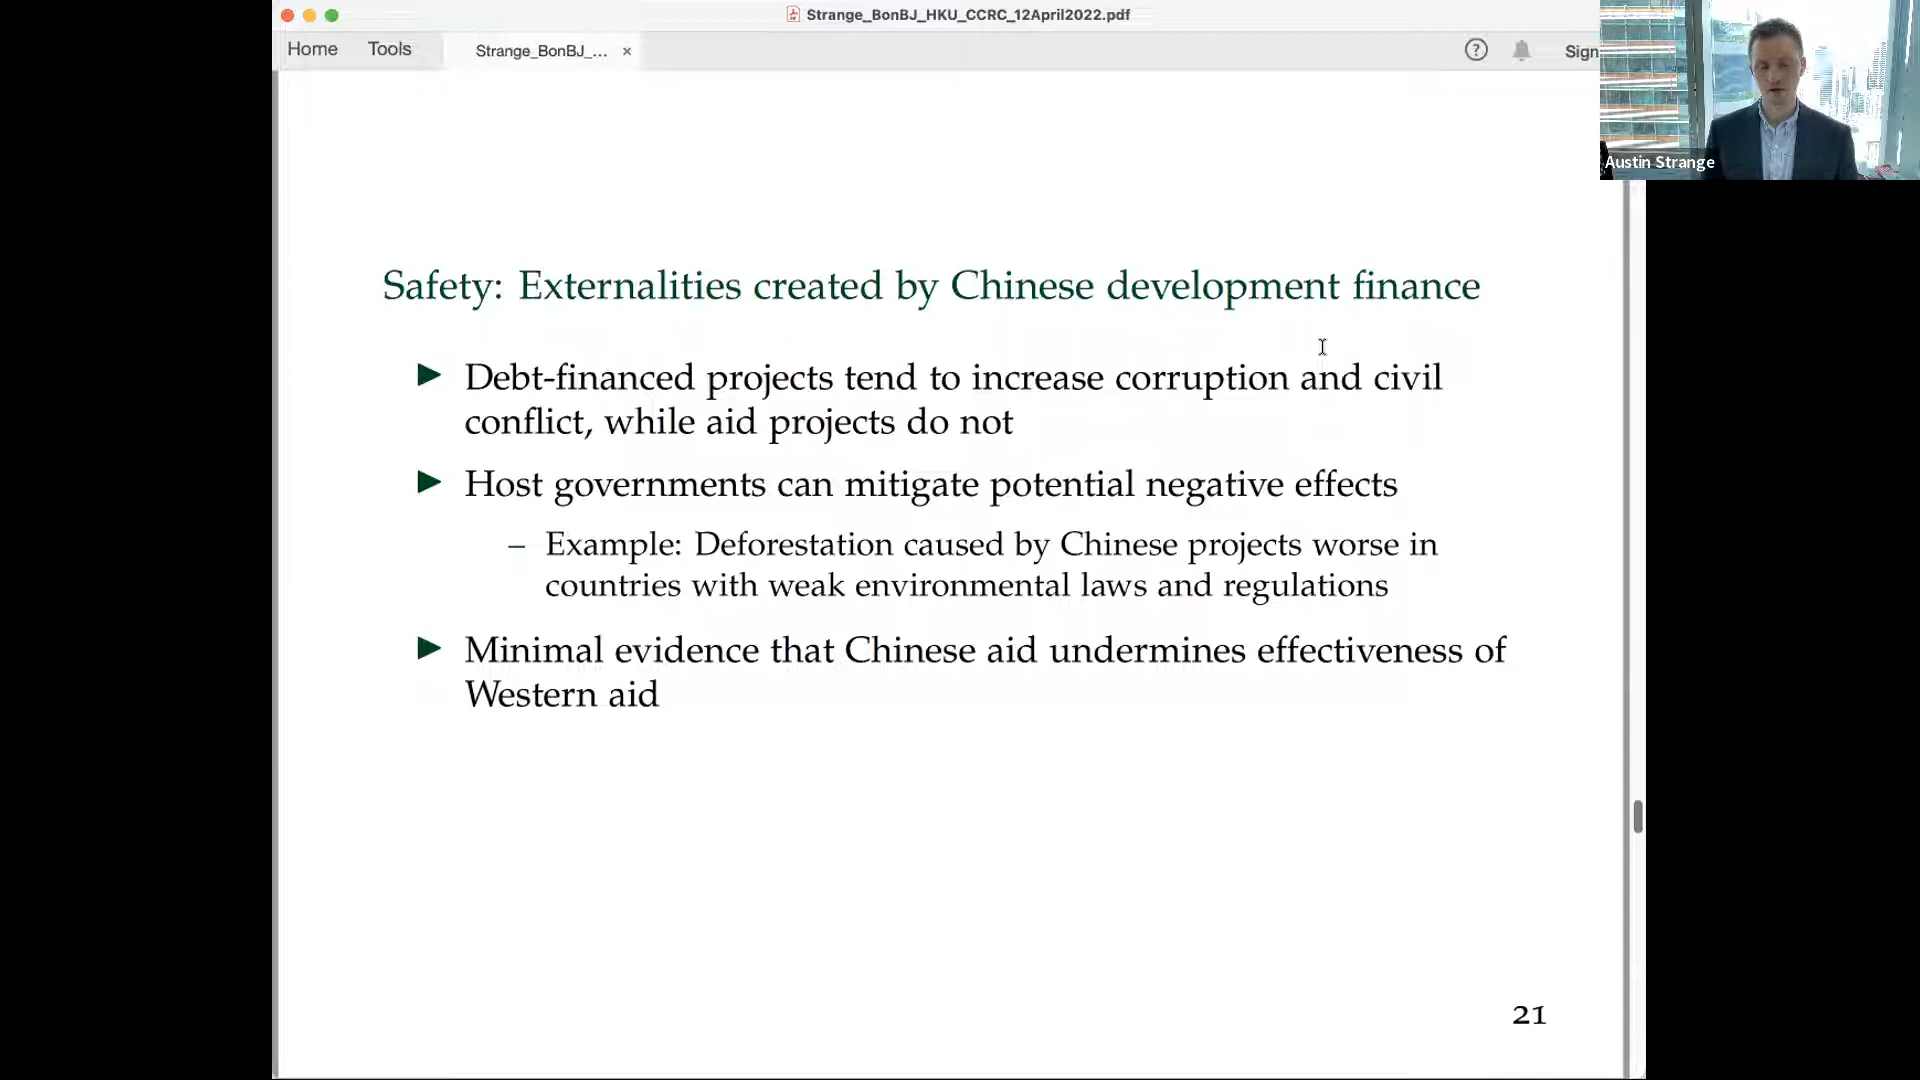 Strange_BonBJ_HKU_CCRC_12April2022.pdf
Home Tools Strange_BonBJ_... × ? Sign
Austin Strange
Safety: Externalities created by Chinese development finance
▶ Debt-financed projects tend to increase corruption and civil
conflict, while aid projects do not
▶ Host governments can mitigate potential negative effects
– Example: Deforestation caused by Chinese projects worse in
countries with weak environmental laws and regulations
▶ Minimal evidence that Chinese aid undermines effectiveness of
Western aid
21